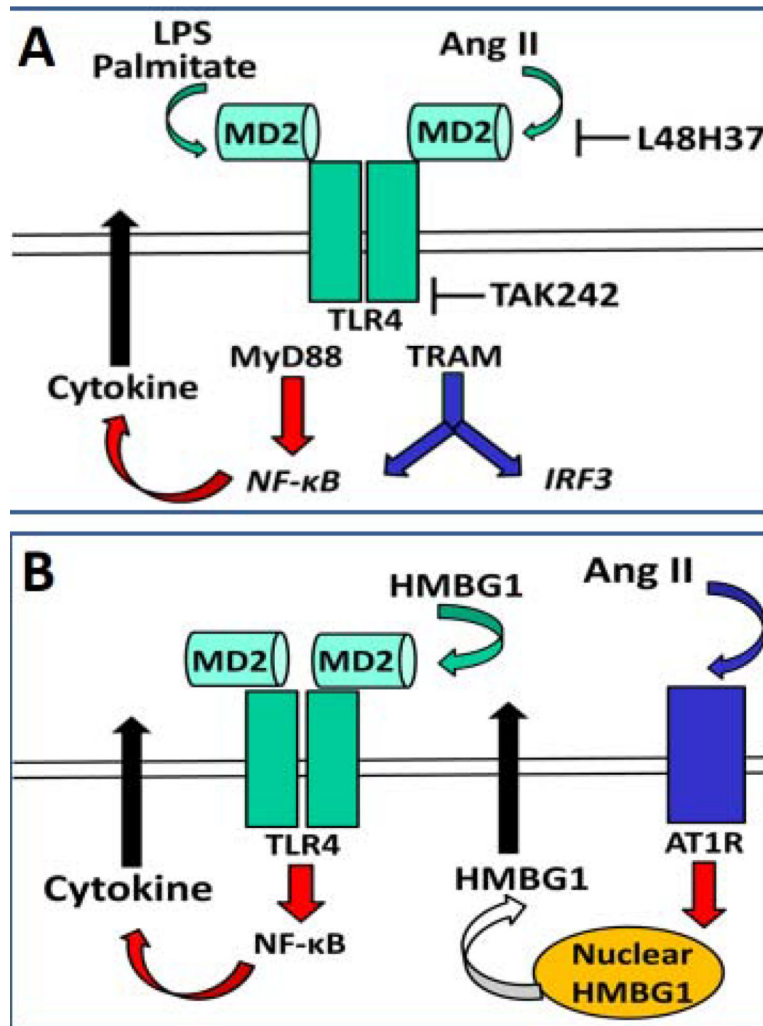 A
LPS
Palmitate
Ang II
MD2
MD2
L48H37
TAK242
TLR4
MyD88
TRAM
Cytokine
NF-κB
IRF3
B
HMBG1
Ang II
MD2
MD2
TLR4
AT1R
Cytokine
HMBG1
NF-κB
Nuclear
HMBG1